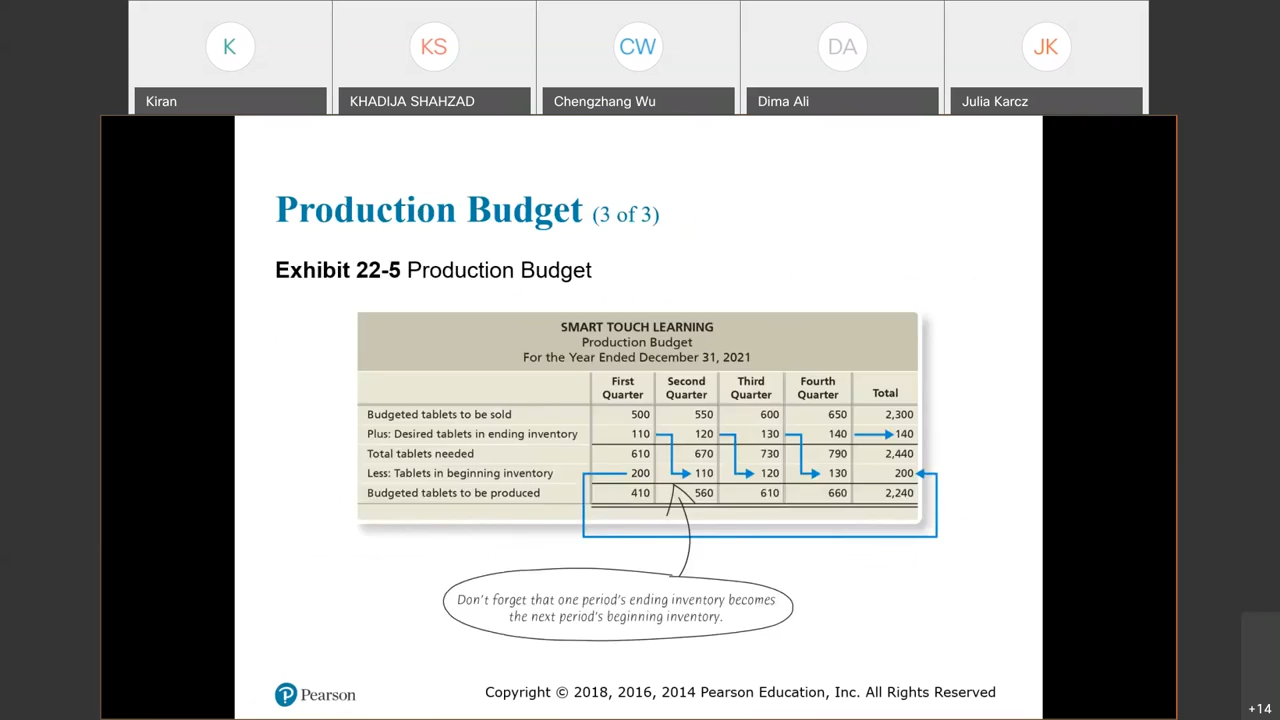 K KS CW DA JK
Kiran KHADIJA SHAHZAD Chengzhang Wu Dima Ali Julia Karcz
Production Budget (3 of 3)
Exhibit 22-5 Production Budget
SMART TOUCH LEARNING
Production Budget
For the Year Ended December 31, 2021
First Quarter Second Quarter Third Quarter Fourth Quarter Total
Budgeted tablets to be sold 500 550 600 650 2,300
Plus: Desired tablets in ending inventory 110 120 130 140 140
Total tablets needed 610 670 730 790 2,440
Less: Tablets in beginning inventory 200 110 120 130 200
Budgeted tablets to be produced 410 560 610 660 2,240
Don't forget that one period's ending inventory becomes
the next period's beginning inventory.
P Pearson Copyright © 2018, 2016, 2014 Pearson Education, Inc. All Rights Reserved
+14